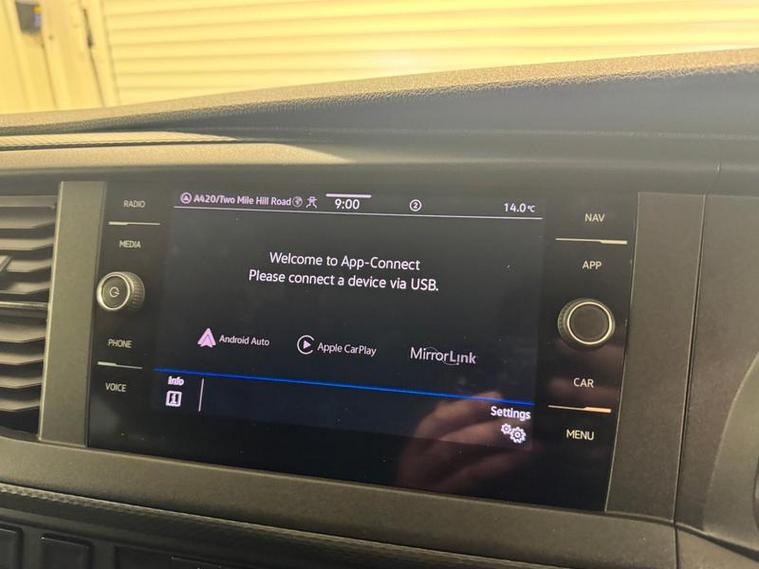 RADIO
MEDIA
PHONE
VOICE
A420/Two Mile Hill Road
9:00
2
14.0°C
Welcome to App-Connect
Please connect a device via USB.
Android Auto
Apple CarPlay
MirrorLink
Info
Settings
NAV
APP
CAR
MENU